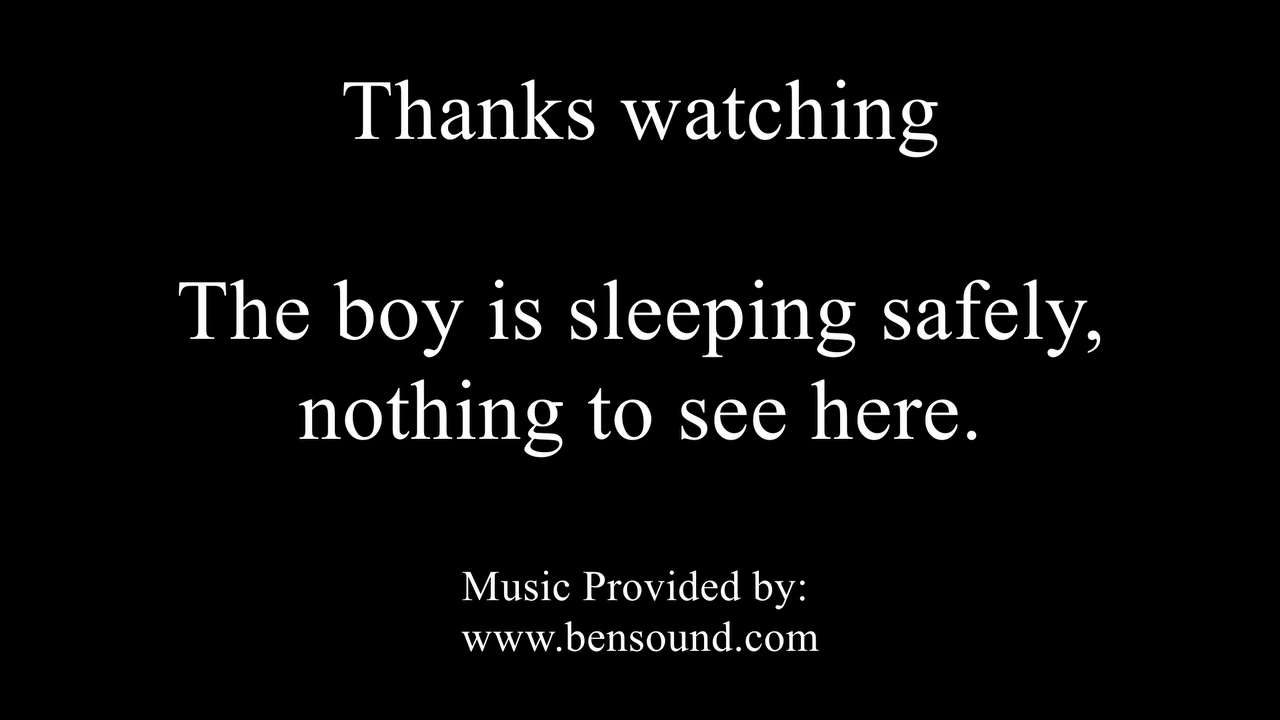 Thanks watching
The boy is sleeping safely,
nothing to see here.
Music Provided by:
www.bensound.com